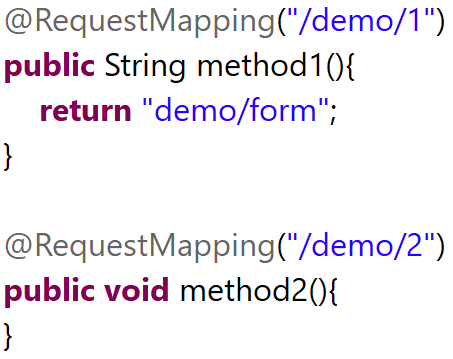 @RequestMapping("/demo/1")
public String method1(){
    return "demo/form";
}

@RequestMapping("/demo/2")
public void method2(){
}